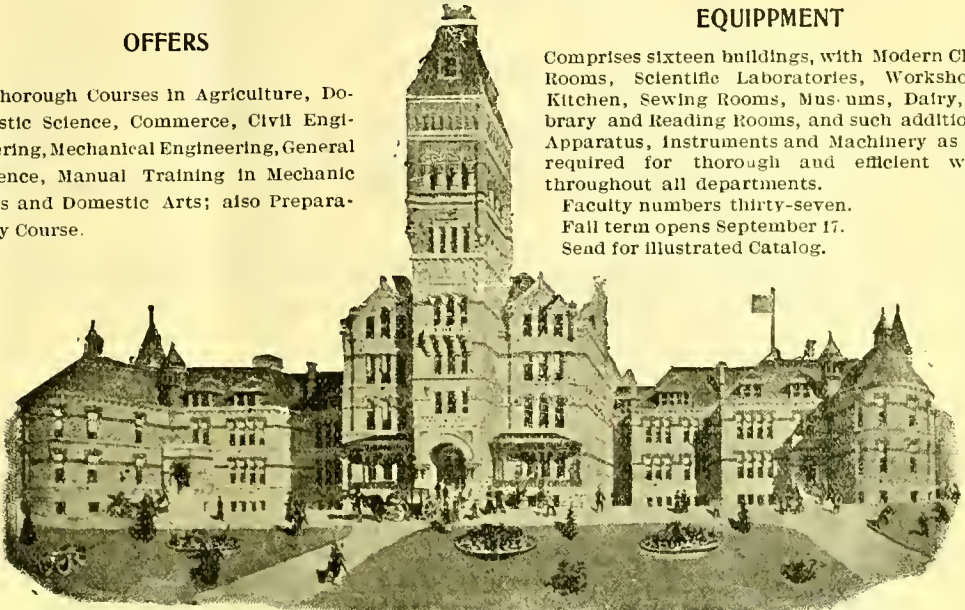 OFFERS
horough Courses in Agriculture, Do-
stic Science, Commerce, Civil Engi-
ering, Mechanical Engineering, General
ence, Manual Training in Mechanic
s and Domestic Arts; also Prepara-
y Course.
EQUIPPMENT
Comprises sixteen buildings, with Modern Cl
Rooms, Scientific Laboratories, Worksho
Kitchen, Sewing Rooms, Mus ums, Dairy,
brary and Reading Rooms, and such additio
Apparatus, Instruments and Machinery as
required for thorough and efficient w
throughout all departments.
Faculty numbers thirty-seven.
Fall term opens September 17.
Send for Illustrated Catalog.